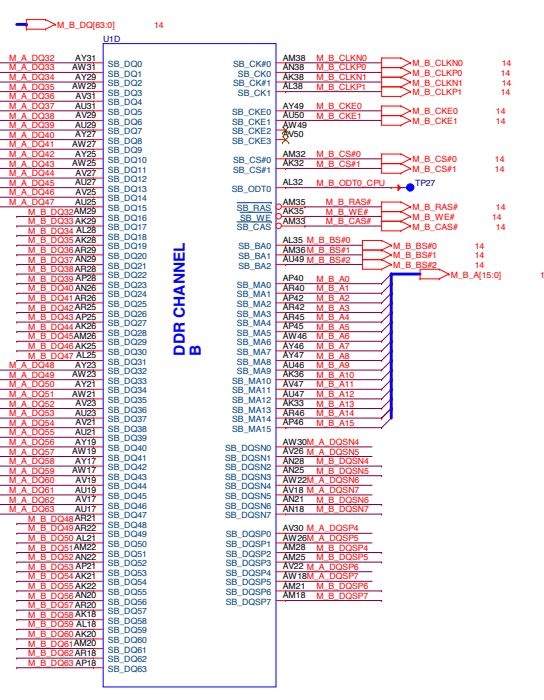 M_B_DQ[63:0] 14
U1D
M_A_DQ32 AY31 SB_DQ0
M_A_DQ33 AW31 SB_DQ1
M_A_DQ34 AY29 SB_DQ2
M_A_DQ35 AW29 SB_DQ3
M_A_DQ36 AV31 SB_DQ4
M_A_DQ37 AU31 SB_DQ5
M_A_DQ38 AV29 SB_DQ6
M_A_DQ39 AU29 SB_DQ7
M_A_DQ40 AY27 SB_DQ8
M_A_DQ41 AW27 SB_DQ9
M_A_DQ42 AY25 SB_DQ10
M_A_DQ43 AW25 SB_DQ11
M_A_DQ44 AV27 SB_DQ12
M_A_DQ45 AU27 SB_DQ13
M_A_DQ46 AV25 SB_DQ14
M_A_DQ47 AU25 SB_DQ15
M_B_DQ32 AM29 SB_DQ16
M_B_DQ33 AK29 SB_DQ17
M_B_DQ34 AL28 SB_DQ18
M_B_DQ35 AK28 SB_DQ19
M_B_DQ36 AR29 SB_DQ20
M_B_DQ37 AN29 SB_DQ21
M_B_DQ38 AR28 SB_DQ22
M_B_DQ39 AP28 SB_DQ23
M_B_DQ40 AN26 SB_DQ24
M_B_DQ41 AR26 SB_DQ25
M_B_DQ42 AR25 SB_DQ26
M_B_DQ43 AP25 SB_DQ27
M_B_DQ44 AK26 SB_DQ28
M_B_DQ45 AM26 SB_DQ29
M_B_DQ46 AK25 SB_DQ30
M_B_DQ47 AL25 SB_DQ31
M_A_DQ48 AY23 SB_DQ32
M_A_DQ49 AW23 SB_DQ33
M_A_DQ50 AY21 SB_DQ34
M_A_DQ51 AW21 SB_DQ35
M_A_DQ52 AV23 SB_DQ36
M_A_DQ53 AU23 SB_DQ37
M_A_DQ54 AV21 SB_DQ38
M_A_DQ55 AU21 SB_DQ39
M_A_DQ56 AY19 SB_DQ40
M_A_DQ57 AW19 SB_DQ41
M_A_DQ58 AY17 SB_DQ42
M_A_DQ59 AW17 SB_DQ43
M_A_DQ60 AV19 SB_DQ44
M_A_DQ61 AU19 SB_DQ45
M_A_DQ62 AV17 SB_DQ46
M_A_DQ63 AU17 SB_DQ47
M_B_DQ48 AR21 SB_DQ48
M_B_DQ49 AR22 SB_DQ49
M_B_DQ50 AL21 SB_DQ50
M_B_DQ51 AM22 SB_DQ51
M_B_DQ52 AN22 SB_DQ52
M_B_DQ53 AP21 SB_DQ53
M_B_DQ54 AK21 SB_DQ54
M_B_DQ55 AK22 SB_DQ55
M_B_DQ56 AN20 SB_DQ56
M_B_DQ57 AR20 SB_DQ57
M_B_DQ58 AK18 SB_DQ58
M_B_DQ59 AL18 SB_DQ59
M_B_DQ60 AK20 SB_DQ60
M_B_DQ61 AM20 SB_DQ61
M_B_DQ62 AR18 SB_DQ62
M_B_DQ63 AP18 SB_DQ63
DDR CHANNEL
B
SB_CK#0 AM38 M_B_CLKN0 M_B_CLKN0 14
SB_CK0 AN38 M_B_CLKP0 M_B_CLKP0 14
SB_CK#1 AK38 M_B_CLKN1 M_B_CLKN1 14
SB_CK1 AL38 M_B_CLKP1 M_B_CLKP1 14
SB_CKE0 AY49 M_B_CKE0 M_B_CKE0 14
SB_CKE1 AU50 M_B_CKE1 M_B_CKE1 14
SB_CKE2 AW49
SB_CKE3 AV50
SB_CS#0 AM32 M_B_CS#0 M_B_CS#0 14
SB_CS#1 AK32 M_B_CS#1 M_B_CS#1 14
SB_ODT0 AL32 M_B_ODT0_CPU TP27
SB_RAS AM35 M_B_RAS# M_B_RAS# 14
SB_WE AK35 M_B_WE# M_B_WE# 14
SB_CAS AM33 M_B_CAS# M_B_CAS# 14
SB_BA0 AL35 M_B_BS#0 M_B_BS#0 14
SB_BA1 AM36 M_B_BS#1 M_B_BS#1 14
SB_BA2 AU49 M_B_BS#2 M_B_BS#2 14
M_B_A[15:0] 1
SB_MA0 AP40 M_B_A0
SB_MA1 AR40 M_B_A1
SB_MA2 AP42 M_B_A2
SB_MA3 AR42 M_B_A3
SB_MA4 AR45 M_B_A4
SB_MA5 AP45 M_B_A5
SB_MA6 AW46 M_B_A6
SB_MA7 AY46 M_B_A7
SB_MA8 AY47 M_B_A8
SB_MA9 AU46 M_B_A9
SB_MA10 AK36 M_B_A10
SB_MA11 AV47 M_B_A11
SB_MA12 AU47 M_B_A12
SB_MA13 AK33 M_B_A13
SB_MA14 AR46 M_B_A14
SB_MA15 AP46 M_B_A15
SB_DQSN0 AW30 M_A_DQSN4
SB_DQSN1 AV26 M_A_DQSN5
SB_DQSN2 AN28 M_B_DQSN4
SB_DQSN3 AN25 M_B_DQSN5
SB_DQSN4 AW22 M_A_DQSN6
SB_DQSN5 AV18 M_A_DQSN7
SB_DQSN6 AN21 M_B_DQSN6
SB_DQSN7 AN18 M_B_DQSN7
SB_DQSP0 AV30 M_A_DQSP4
SB_DQSP1 AW26 M_A_DQSP5
SB_DQSP2 AM28 M_B_DQSP4
SB_DQSP3 AM25 M_B_DQSP5
SB_DQSP4 AV22 M_A_DQSP6
SB_DQSP5 AW18 M_A_DQSP7
SB_DQSP6 AM21 M_B_DQSP6
SB_DQSP7 AM18 M_B_DQSP7